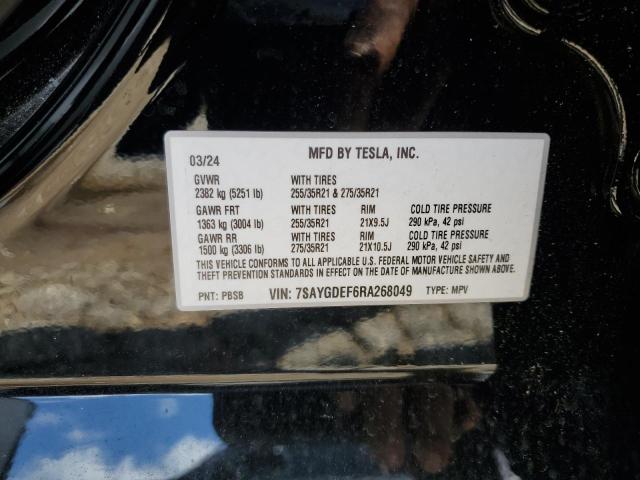 03/24 MFD BY TESLA, INC.
GVWR WITH TIRES
2382 kg (5251 lb) 255/35R21 & 275/35R21
GAWR FRT WITH TIRES RIM COLD TIRE PRESSURE
1363 kg (3004 lb) 255/35R21 21X9.5J 290 kPa, 42 psi
GAWR RR WITH TIRES RIM COLD TIRE PRESSURE
1500 kg (3306 lb) 275/35R21 21X10.5J 290 kPa, 42 psi
THIS VEHICLE CONFORMS TO ALL APPLICABLE U.S. FEDERAL MOTOR VEHICLE SAFETY AND
THEFT PREVENTION STANDARDS IN EFFECT ON THE DATE OF MANUFACTURE SHOWN ABOVE.
PNT: PBSB VIN: 7SAYGDEF6RA268049 TYPE: MPV